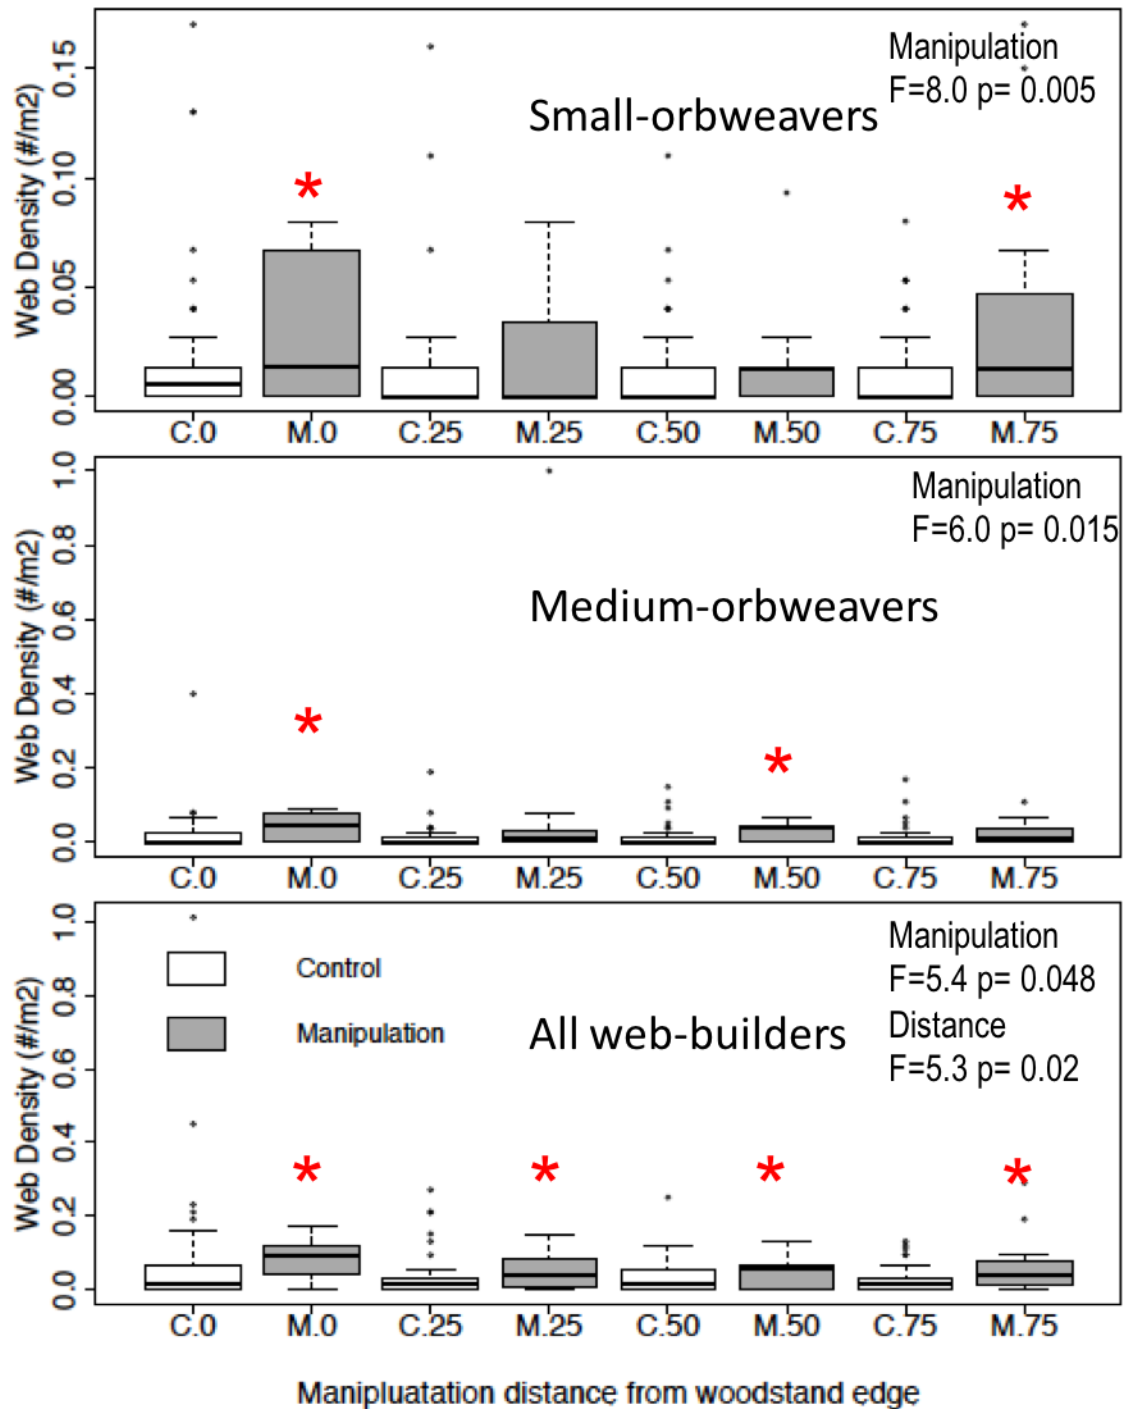 Manipulation
F=8.0 p= 0.005
Small-orbweavers
Web Density (#/m2)
0.15
0.10
0.05
0.00
*
*
C.0 M.0 C.25 M.25 C.50 M.50 C.75 M.75
Manipulation
F=6.0 p= 0.015
Medium-orbweavers
Web Density (#/m2)
1.0
0.8
0.6
0.4
0.2
0.0
*
*
C.0 M.0 C.25 M.25 C.50 M.50 C.75 M.75
Manipulation
F=5.4 p= 0.048
Distance
F=5.3 p= 0.02
Control
Manipulation
All web-builders
Web Density (#/m2)
1.0
0.8
0.6
0.4
0.2
0.0
*
*
*
*
C.0 M.0 C.25 M.25 C.50 M.50 C.75 M.75
Manipluatation distance from woodstand edge